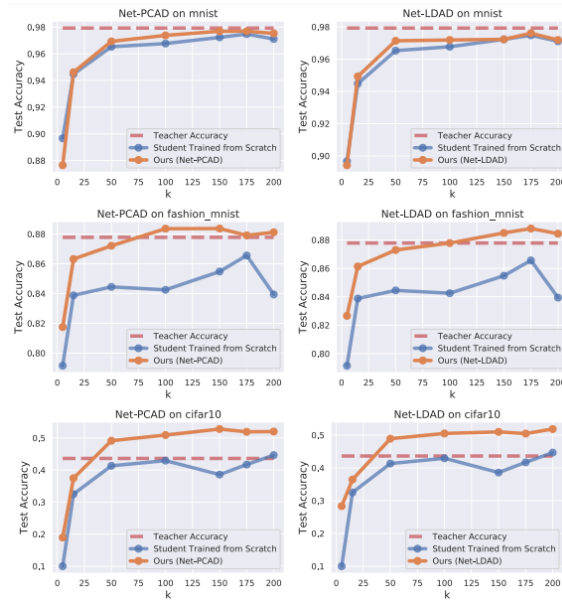 Net-PCAD on mnist
Test Accuracy
0.98
0.96
0.94
0.92
0.90
0.88
Teacher Accuracy
Student Trained from Scratch
Ours (Net-PCAD)
0 25 50 75 100 125 150 175 200
k
Net-LDAD on mnist
Test Accuracy
0.98
0.96
0.94
0.92
0.90
Teacher Accuracy
Student Trained from Scratch
Ours (Net-LDAD)
0 25 50 75 100 125 150 175 200
k
Net-PCAD on fashion_mnist
Test Accuracy
0.88
0.86
0.84
0.82
0.80
Teacher Accuracy
Student Trained from Scratch
Ours (Net-PCAD)
0 25 50 75 100 125 150 175 200
k
Net-LDAD on fashion_mnist
Test Accuracy
0.88
0.86
0.84
0.82
0.80
Teacher Accuracy
Student Trained from Scratch
Ours (Net-LDAD)
0 25 50 75 100 125 150 175 200
k
Net-PCAD on cifar10
Test Accuracy
0,5
0,4
0,3
0,2
0,1
Teacher Accuracy
Student Trained from Scratch
Ours (Net-PCAD)
0 25 50 75 100 125 150 175 200
k
Net-LDAD on cifar10
Test Accuracy
0,5
0,4
0,3
0,2
0,1
Teacher Accuracy
Student Trained from Scratch
Ours (Net-LDAD)
0 25 50 75 100 125 150 175 200
k